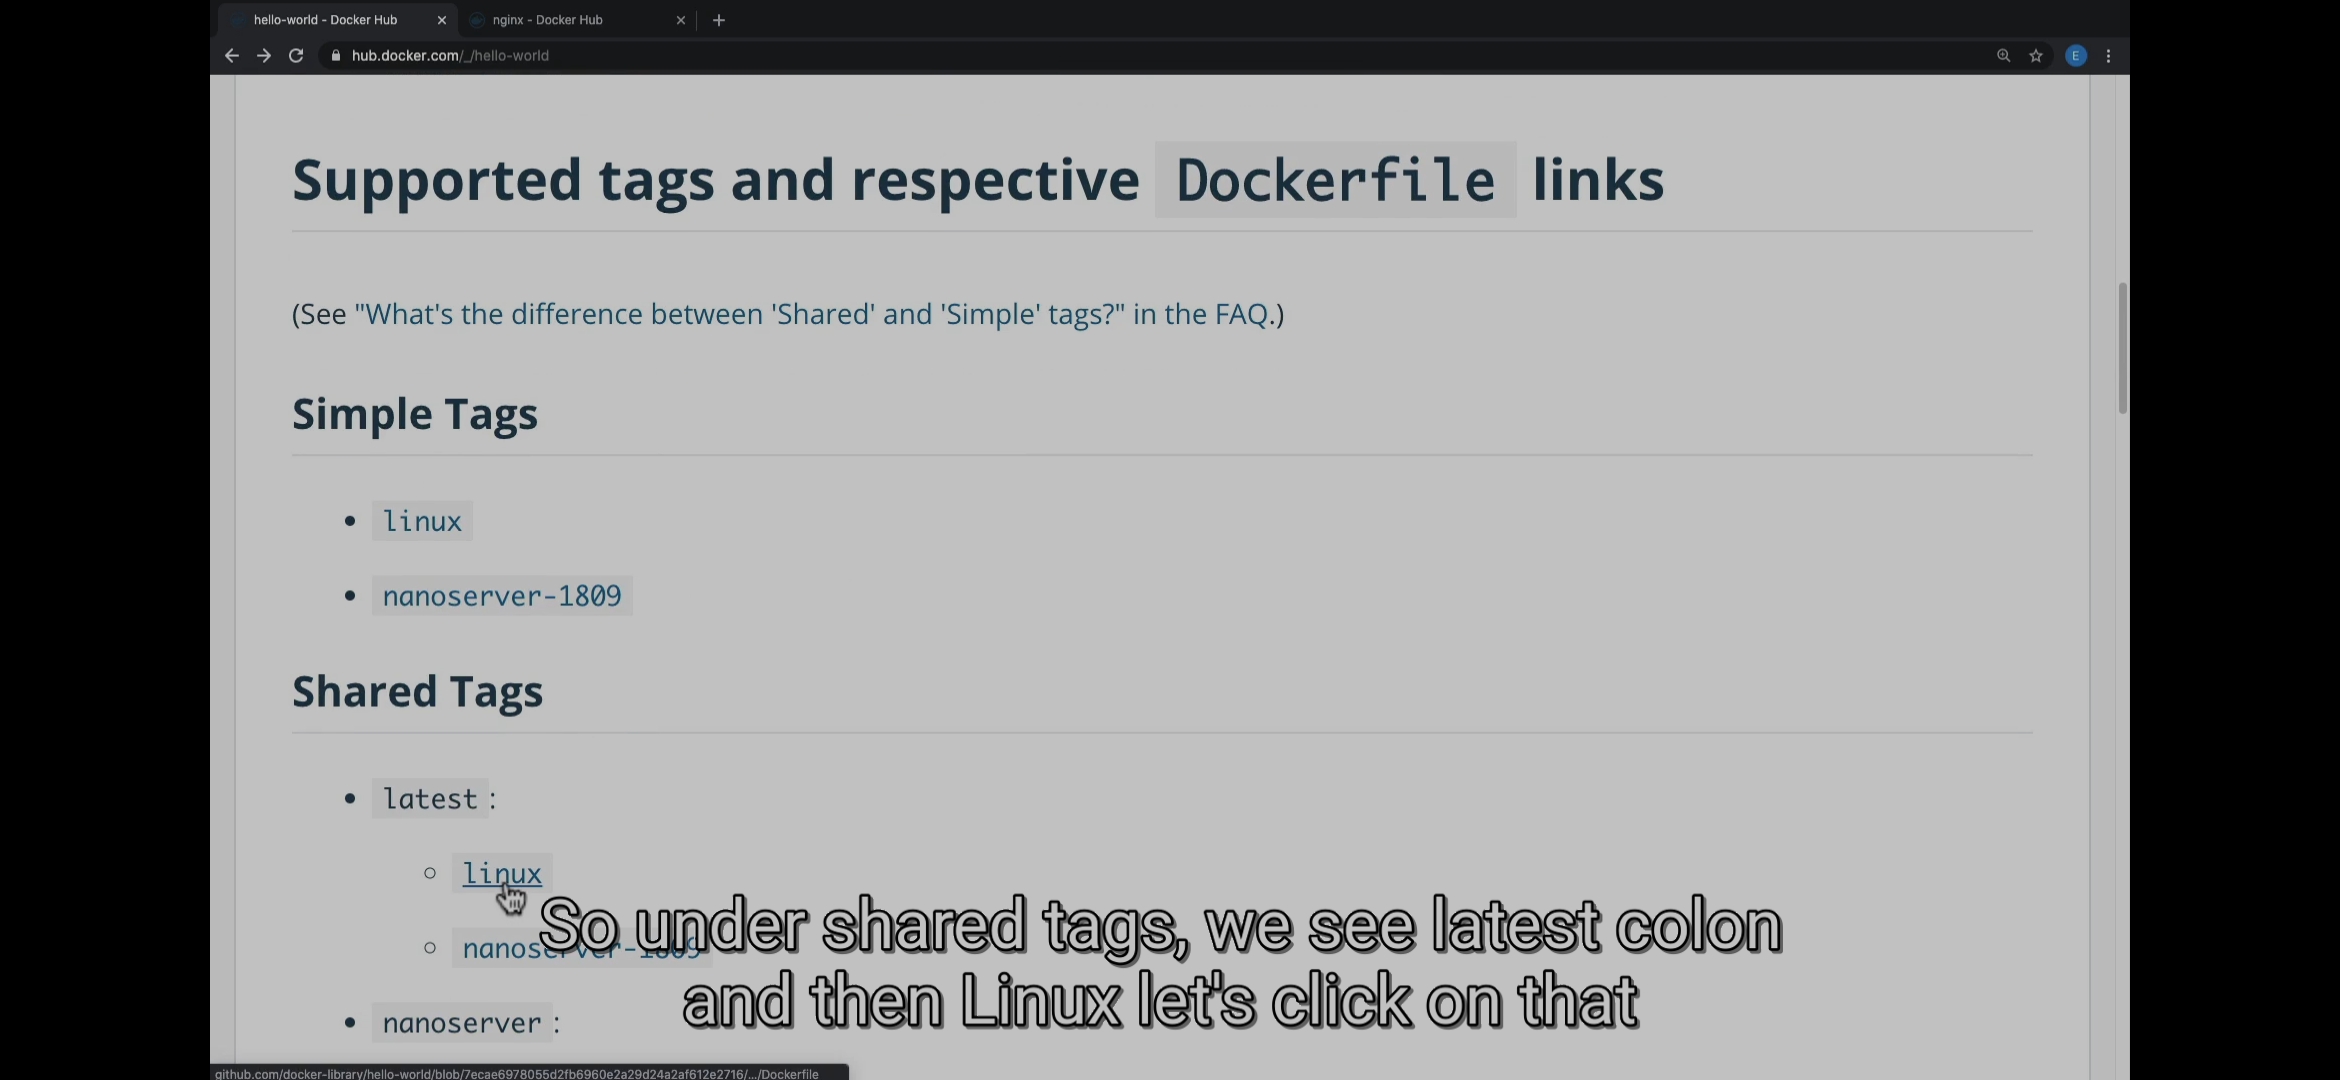 hello-world - Docker Hub
nginx - Docker Hub
hub.docker.com/_/hello-world
E
Supported tags and respective Dockerfile links
(See "What's the difference between 'Shared' and 'Simple' tags?" in the FAQ.)
Simple Tags
linux
nanoserver-1809
Shared Tags
latest :
linux
nanoserver-1809
nanoserver :
So under shared tags, we see latest colon
and then Linux let's click on that
github.com/docker-library/hello-world/blob/7ecae6978055d2fb6960e2a29d24a2af612e2716/.../Dockerfile